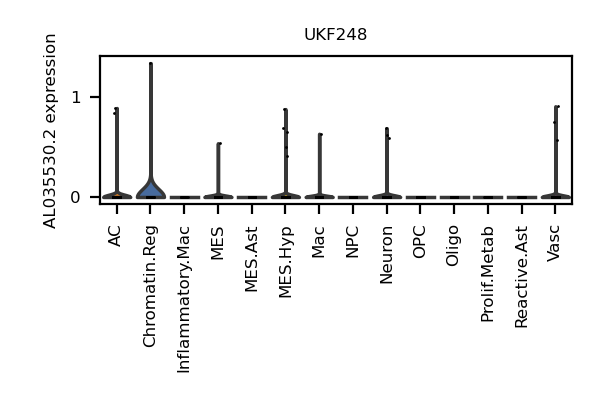 UKF248
AL035530.2 expression
1
0
AC
Chromatin.Reg
Inflammatory.Mac
MES
MES.Ast
MES.Hyp
Mac
NPC
Neuron
OPC
Oligo
Prolif.Metab
Reactive.Ast
Vasc